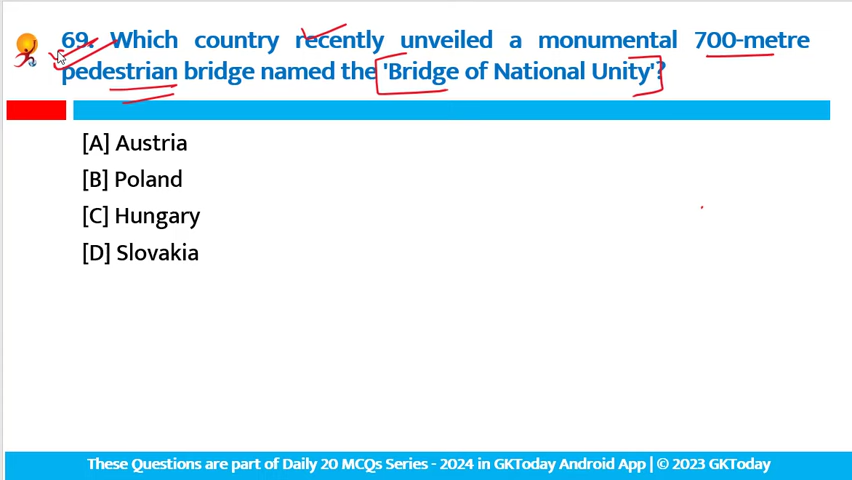 69. Which country recently unveiled a monumental 700-metre
pedestrian bridge named the 'Bridge of National Unity'?
[A] Austria
[B] Poland
[C] Hungary
[D] Slovakia
These Questions are part of Daily 20 MCQs Series - 2024 in GKToday Android App | © 2023 GKToday